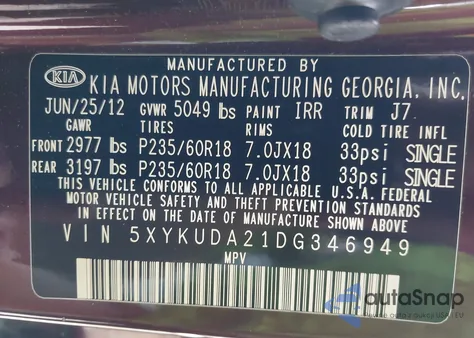 MANUFACTURED BY
KIA KIA MOTORS MANUFACTURING GEORGIA, INC.
JUN/25/12 GVWR 5049 lbs PAINT IRR TRIM J7
GAWR TIRES RIMS COLD TIRE INFL
FRONT 2977 lbs P235/60R18 7.0JX18 33psi SINGLE
REAR 3197 lbs P235/60R18 7.0JX18 33psi SINGLE
THIS VEHICLE CONFORMS TO ALL APPLICABLE U.S.A. FEDERAL
MOTOR VEHICLE SAFETY AND THEFT PREVENTION STANDARDS
IN EFFECT ON THE DATE OF MANUFACTURE SHOWN ABOVE
VIN 5XYKUDA21DG346949
MPV
autoSnap